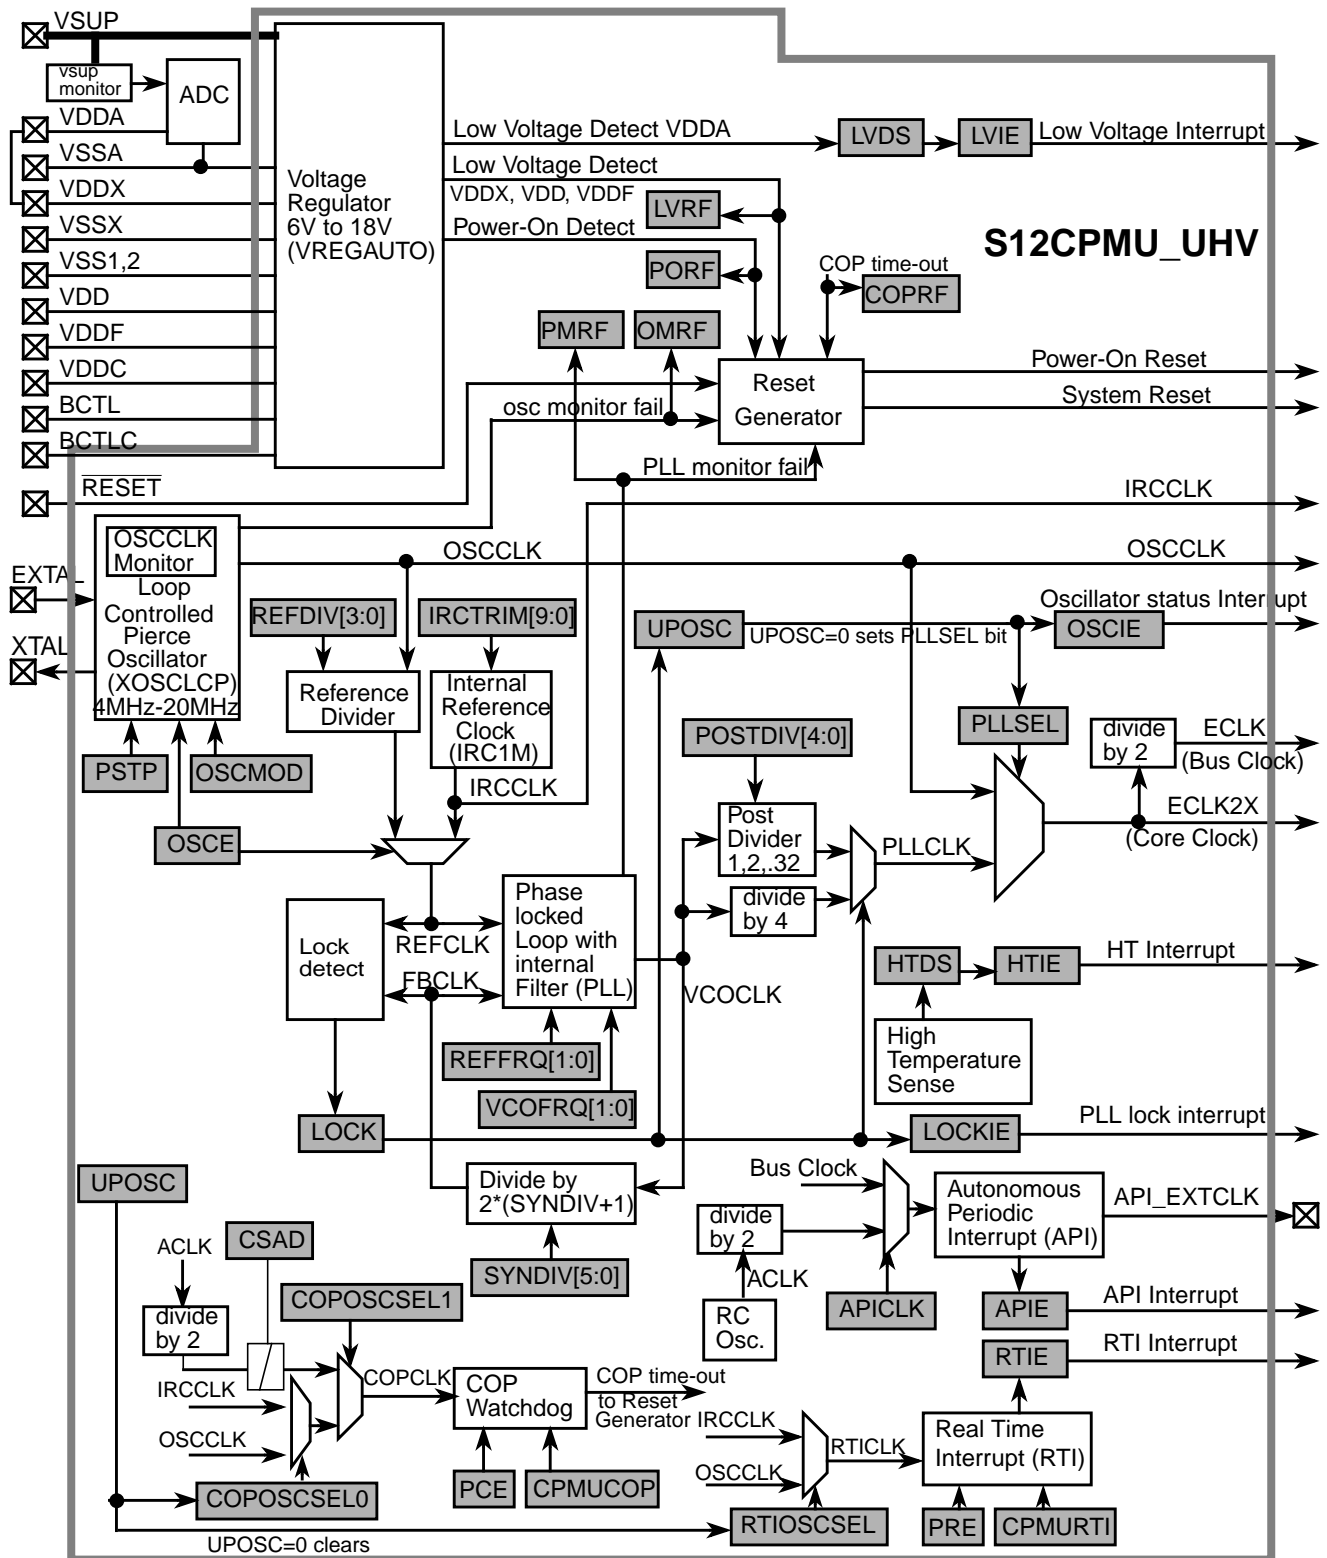 VSUP
vsup
monitor
ADC
VDDA
VSSA
VDDX
VSSX
VSS1,2
VDD
VDDF
VDDC
BCTL
BCTLC
RESET
Voltage
Regulator
6V to 18V
(VREGAUTO)
Low Voltage Detect VDDA
LVDS
LVIE
Low Voltage Interrupt
Low Voltage Detect
VDDX, VDD, VDDF
LVRF
Power-On Detect
PORF
S12CPMU_UHV
COP time-out
COPRF
PMRF
OMRF
osc monitor fail
Reset
Generator
Power-On Reset
System Reset
PLL monitor fail
IRCCLK
OSCCLK
Monitor
Loop
Controlled
Pierce
Oscillator
(XOSCLCP)
4MHz-20MHz
EXTAL
XTAL
OSCCLK
OSCCLK
REFDIV[3:0]
IRCTRIM[9:0]
UPOSC
UPOSC=0 sets PLLSEL bit
Oscillator status Interrupt
OSCIE
Reference
Divider
Internal
Reference
Clock
(IRC1M)
PSTP
OSCMOD
IRCCLK
POSTDIV[4:0]
PLLSEL
divide
by 2
ECLK
(Bus Clock)
ECLK2X
(Core Clock)
OSCE
Post
Divider
1,2,.32
PLLCLK
divide
by 4
Phase
locked
Loop with
internal
Filter (PLL)
Lock
detect
REFCLK
FBCLK
VCOCLK
REFFRQ[1:0]
VCOFRQ[1:0]
HTDS
HTIE
HT Interrupt
High
Temperature
Sense
LOCK
LOCKIE
PLL lock interrupt
UPOSC
Divide by
2*(SYNDIV+1)
SYNDIV[5:0]
Bus Clock
divide
by 2
ACLK
RC
Osc.
APICLK
Autonomous
Periodic
Interrupt (API)
API_EXTCLK
APIE
API Interrupt
RTIE
RTI Interrupt
ACLK
CSAD
divide
by 2
COPOSCSEL1
IRCCLK
OSCCLK
COPCLK
COP
Watchdog
COP time-out
to Reset
Generator
COPOSCSEL0
PCE
CPMUCOP
IRCCLK
OSCCLK
RTICLK
Real Time
Interrupt (RTI)
RTIOSCSEL
PRE
CPMURTI
UPOSC=0 clears